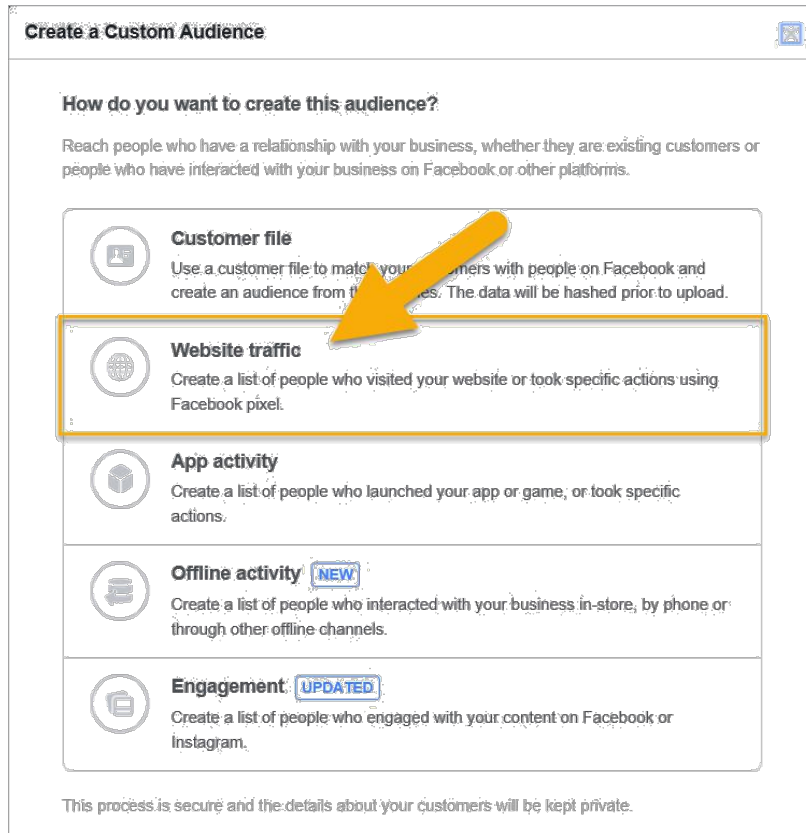 Create a Custom Audience
How do you want to create this audience?
Reach people who have a relationship with your business, whether they are existing customers or
people who have interacted with your business on Facebook or other platforms.
Customer file
Use a customer file to match your mers with people on Facebook and
create an audience from es. The data will be hashed prior to upload.
Website traffic
Create a list of people who visited your website or took specific actions using
Facebook pixel.
App activity
Create a list of people who launched your app or game, or took specific
actions.
Offline activity NEW
Create a list of people who interacted with your business in-store, by phone or
through other offline channels.
Engagement UPDATED
Create a list of people who engaged with your content on Facebook or
Instagram.
This process is secure and the details about your customers will be kept private.